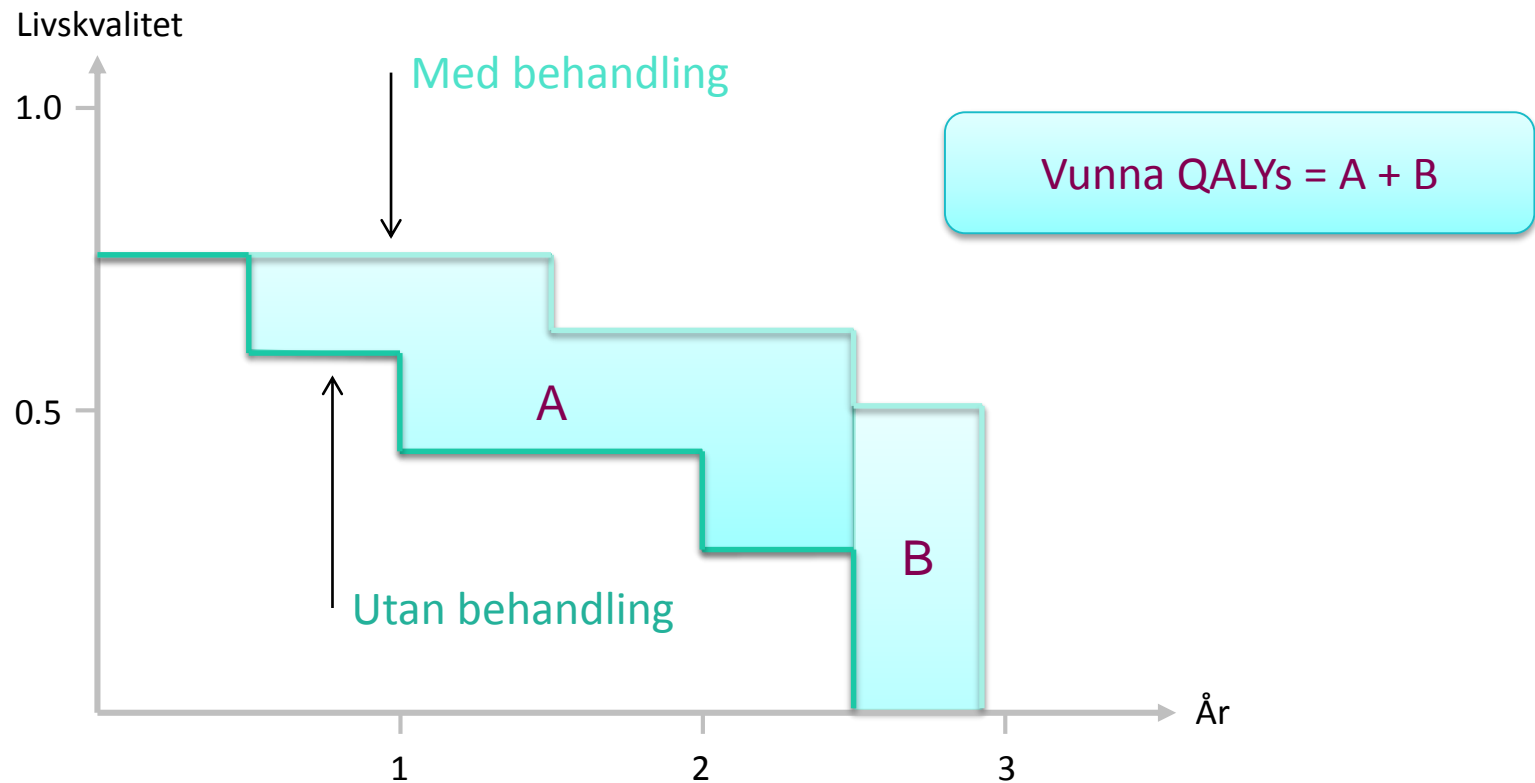 Livskvalitet
Med behandling
1.0
Vunna QALYs = A + B
0.5
A
B
Utan behandling
År
1
2
3